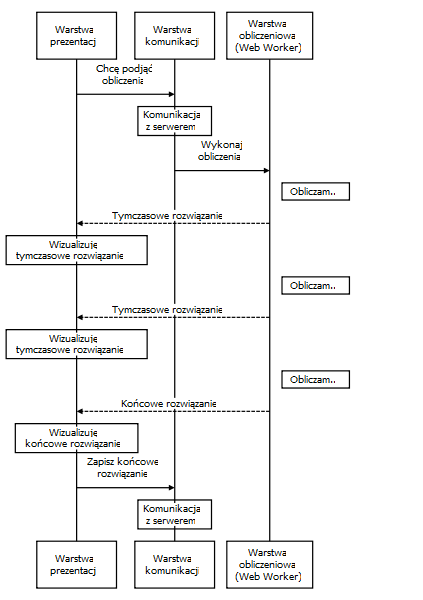 Warstwa
prezentacj
Warstwa
komunikacji
Warstwa
obliczeniowa
(Web Worker)
Chcę podjąć
obliczenia
Komunikacja
z serwerem
Wykonaj
obliczenia
Obliczam..
Tymczasowe rozwiązanie
Wizualizuję
tymczasowe rozwiązanie
Obliczam..
Tymczasowe rozwiązanie
Wizualizuję
tymczasowe rozwiązanie
Obliczam..
Końcowe rozwiązanie
Wizualizuję
końcowe rozwiązanie
Zapisz końcowe
rozwiązanie
Komunikacja
z serwerem
Warstwa
prezentacj
Warstwa
komunikacji
Warstwa
obliczeniowa
(Web Worker)